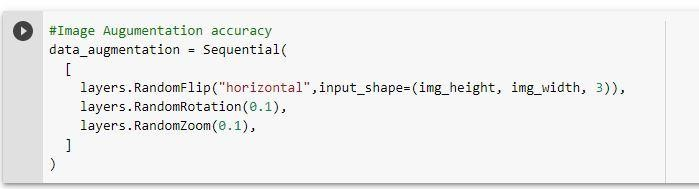 #Image Augumentation accuracy
data_augmentation = Sequential(
[
layers.RandomFlip("horizontal",input_shape=(img_height, img_width, 3)),
layers.RandomRotation(0.1),
layers.RandomZoom(0.1),
]
)